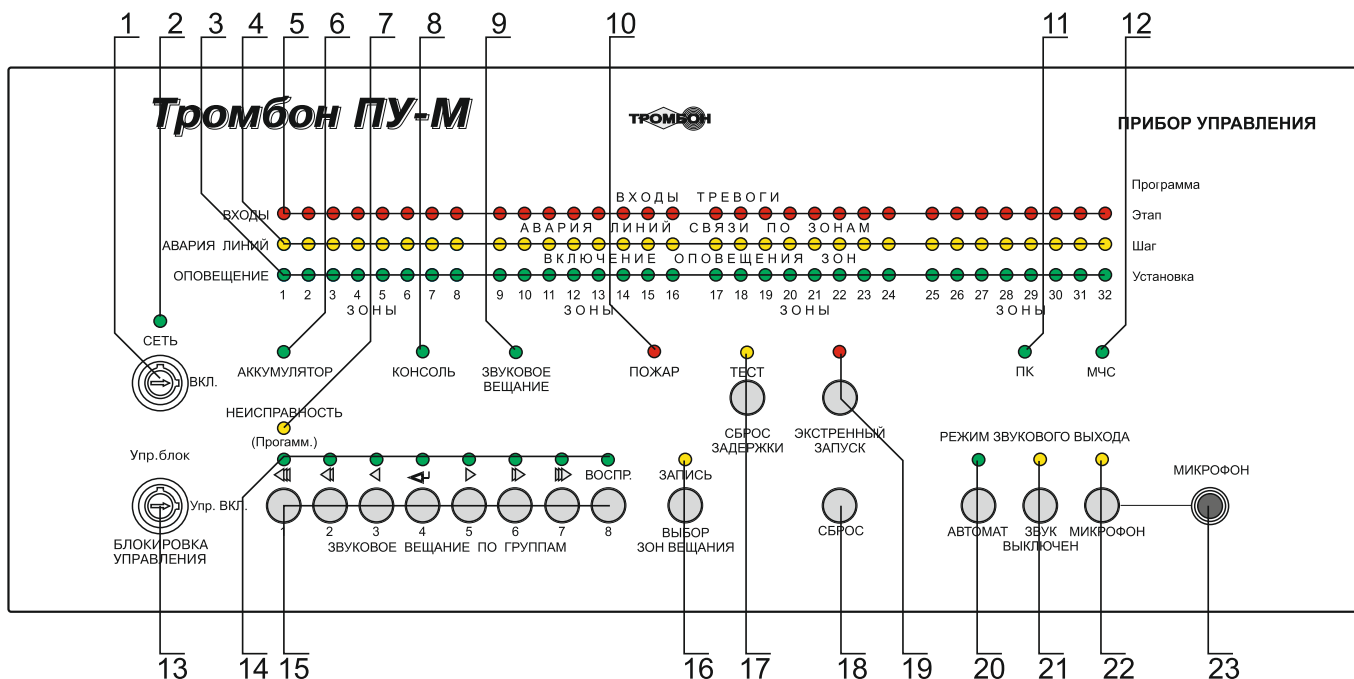 1 2 3 4 5 6 7 8 9 10 11 12
Тромбон ПУ-М
ТРОМБОН
ПРИБОР УПРАВЛЕНИЯ
Программа
ВХОДЫ ТРЕВОГИ
ВХОДЫ
Этап
АВАРИЯ ЛИНИЙ СВЯЗИ ПО ЗОНАМ
АВАРИЯ ЛИНИЙ
Шаг
ВКЛЮЧЕНИЕ ОПОВЕЩЕНИЯ ЗОН
ОПОВЕЩЕНИЕ
Установка
1 2 3 4 5 6 7 8 9 10 11 12 13 14 15 16 17 18 19 20 21 22 23 24 25 26 27 28 29 30 31 32
ЗОНЫ ЗОНЫ ЗОНЫ ЗОНЫ
СЕТЬ
ВКЛ.
АККУМУЛЯТОР
КОНСОЛЬ
ЗВУКОВОЕ
ВЕЩАНИЕ
ПОЖАР
ТЕСТ
ПК
МЧС
НЕИСПРАВНОСТЬ
(Прогамм.)
СБРОС
ЗАДЕРЖКИ
ЭКСТРЕННЫЙ
ЗАПУСК
РЕЖИМ ЗВУКОВОГО ВЫХОДА
Упр.блок
ВОСПР.
ЗАПИСЬ
МИКРОФОН
Упр. ВКЛ.
БЛОКИРОВКА
УПРАВЛЕНИЯ
1 2 3 4 5 6 7 8
ЗВУКОВОЕ ВЕЩАНИЕ ПО ГРУППАМ
ВЫБОР
ЗОН ВЕЩАНИЯ
СБРОС
АВТОМАТ
ЗВУК
ВЫКЛЮЧЕН
МИКРОФОН
13 14 15 16 17 18 19 20 21 22 23